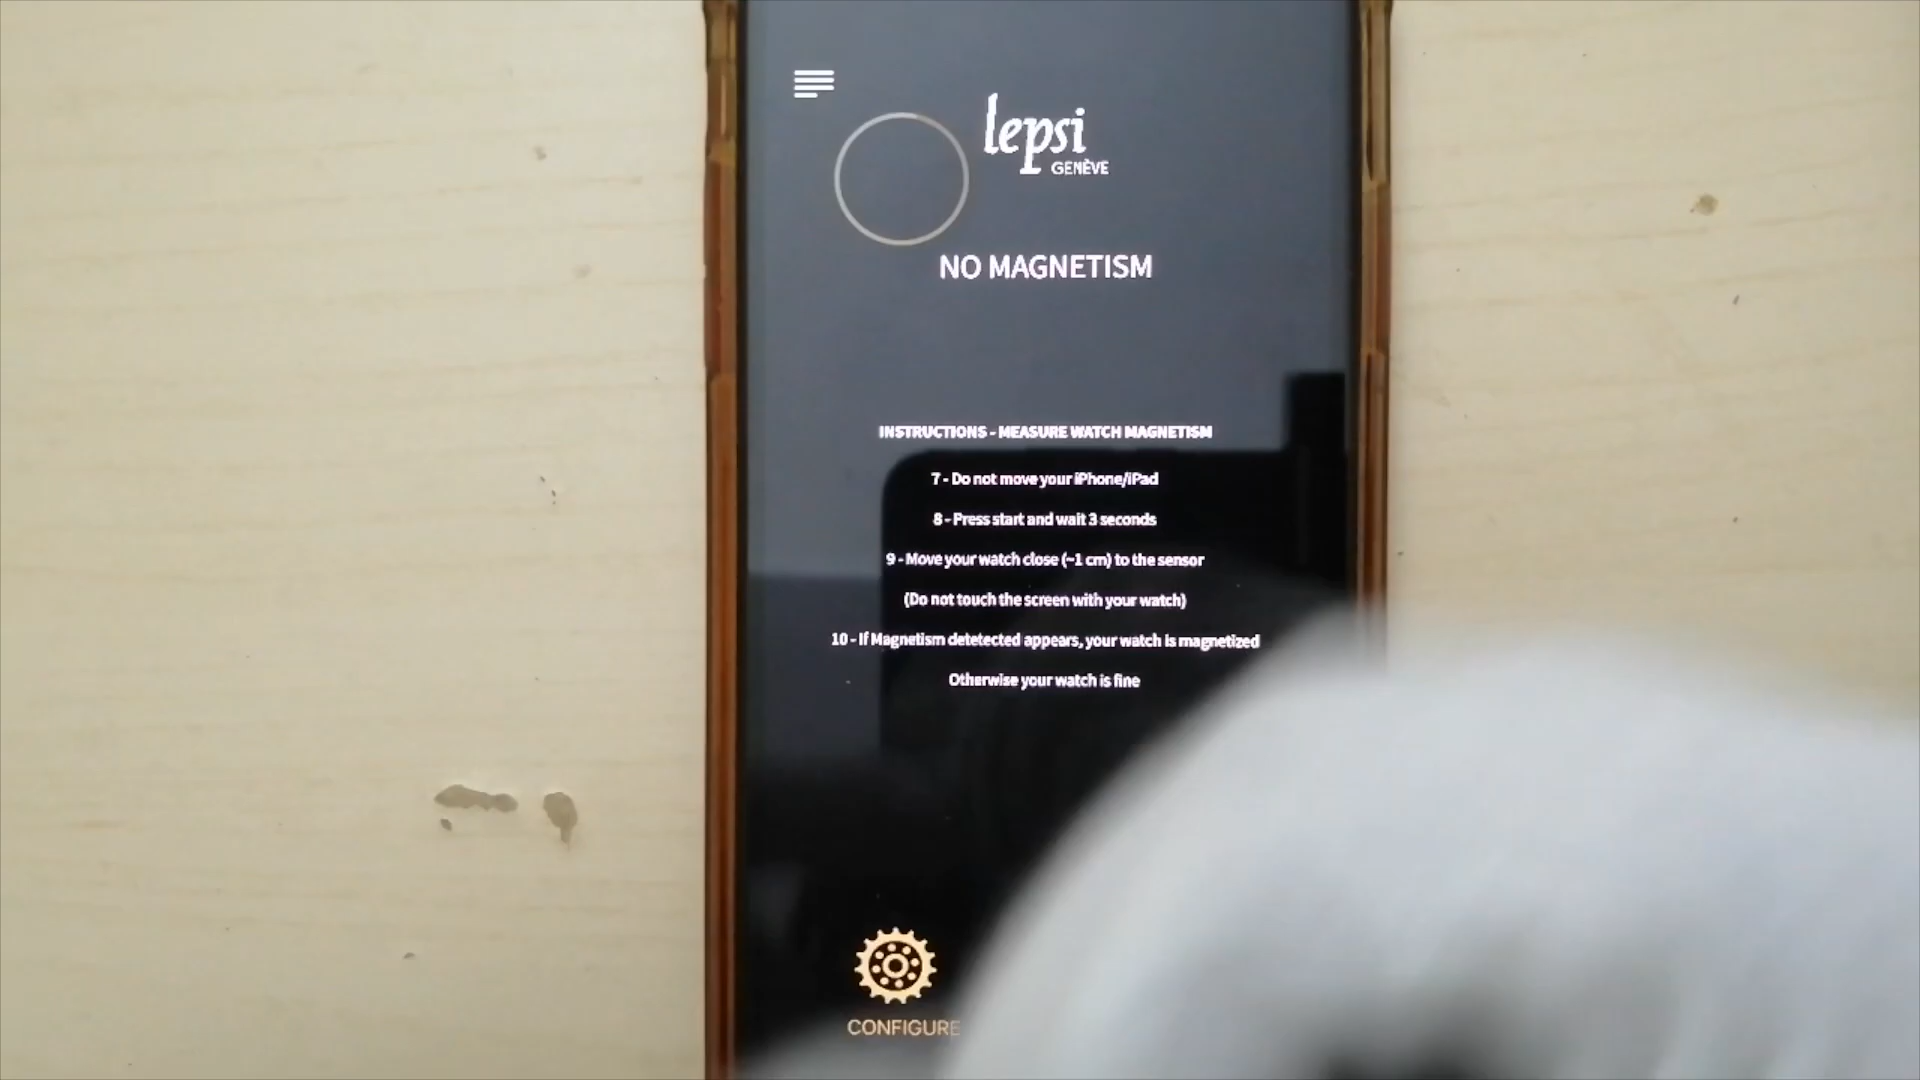 lepsi
GENÈVE
NO MAGNETISM
INSTRUCTIONS - MEASURE WATCH MAGNETISM
7 - Do not move your iPhone/iPad
8 - Press start and wait 3 seconds
9 - Move your watch close (~1 cm) to the sensor
(Do not touch the screen with your watch)
10 - If Magnetism detetected appears, your watch is magnetized
Otherwise your watch is fine
CONFIGURE